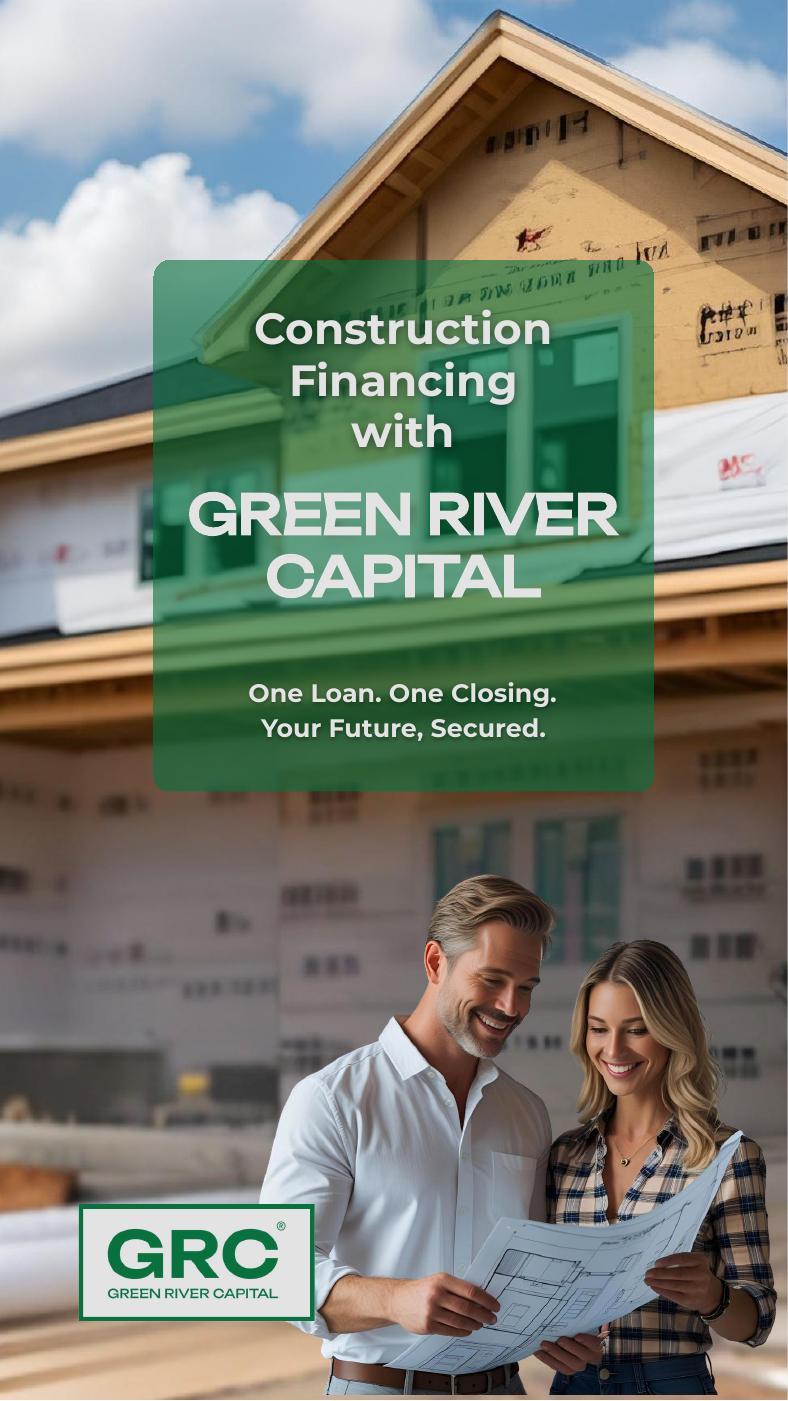 Construction
Financing
with
GREEN RIVER
CAPITAL
One Loan. One Closing.
Your Future, Secured.
GRC®
GREEN RIVER CAPITAL